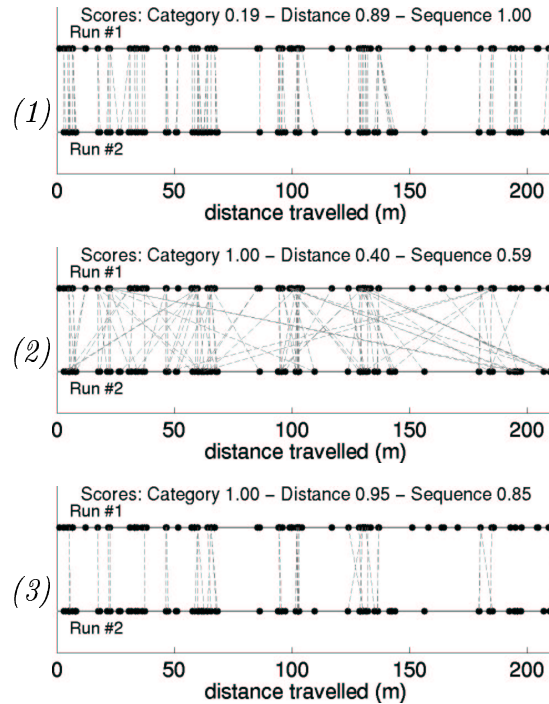 Scores: Category 0.19 – Distance 0.89 – Sequence 1.00
Run #1
(1)
Run #2
0 50 100 150 200
distance travelled (m)
Scores: Category 1.00 – Distance 0.40 – Sequence 0.59
Run #1
(2)
Run #2
0 50 100 150 200
distance travelled (m)
Scores: Category 1.00 – Distance 0.95 – Sequence 0.85
Run #1
(3)
Run #2
0 50 100 150 200
distance travelled (m)